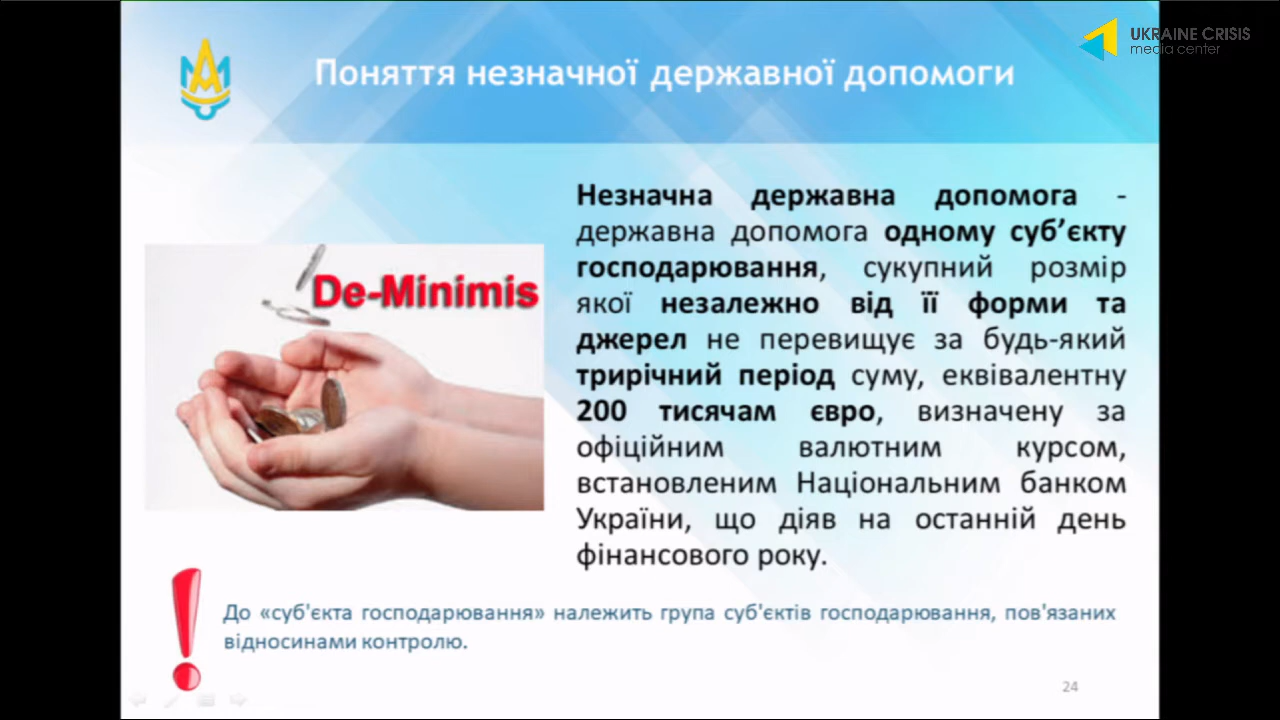 UKRAINE CRISIS
media center
Поняття незначної державної допомоги
De-Minimis
Незначна державна допомога -
державна допомога одному суб’єкту
господарювання, сукупний розмір
якої незалежно від її форми та
джерел не перевищує за будь-який
трирічний період суму, еквівалентну
200 тисячам євро, визначену за
офіційним валютним курсом,
встановленим Національним банком
України, що діяв на останній день
фінансового року.
До «суб'єкта господарювання» належить група суб'єктів господарювання, пов'язаних
відносинами контролю.
24